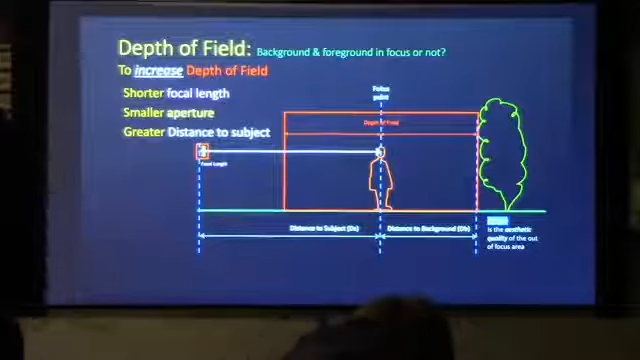 Depth of Field: Background & foreground in focus or not?
To increase Depth of Field
Shorter focal length
Smaller aperture
Greater Distance to subject
Focus
point
Depth of Field
Focal Length
Distance to Subject (Ds)
Distance to Background (Db)
Is the aesthetic
quality of the out
of focus area